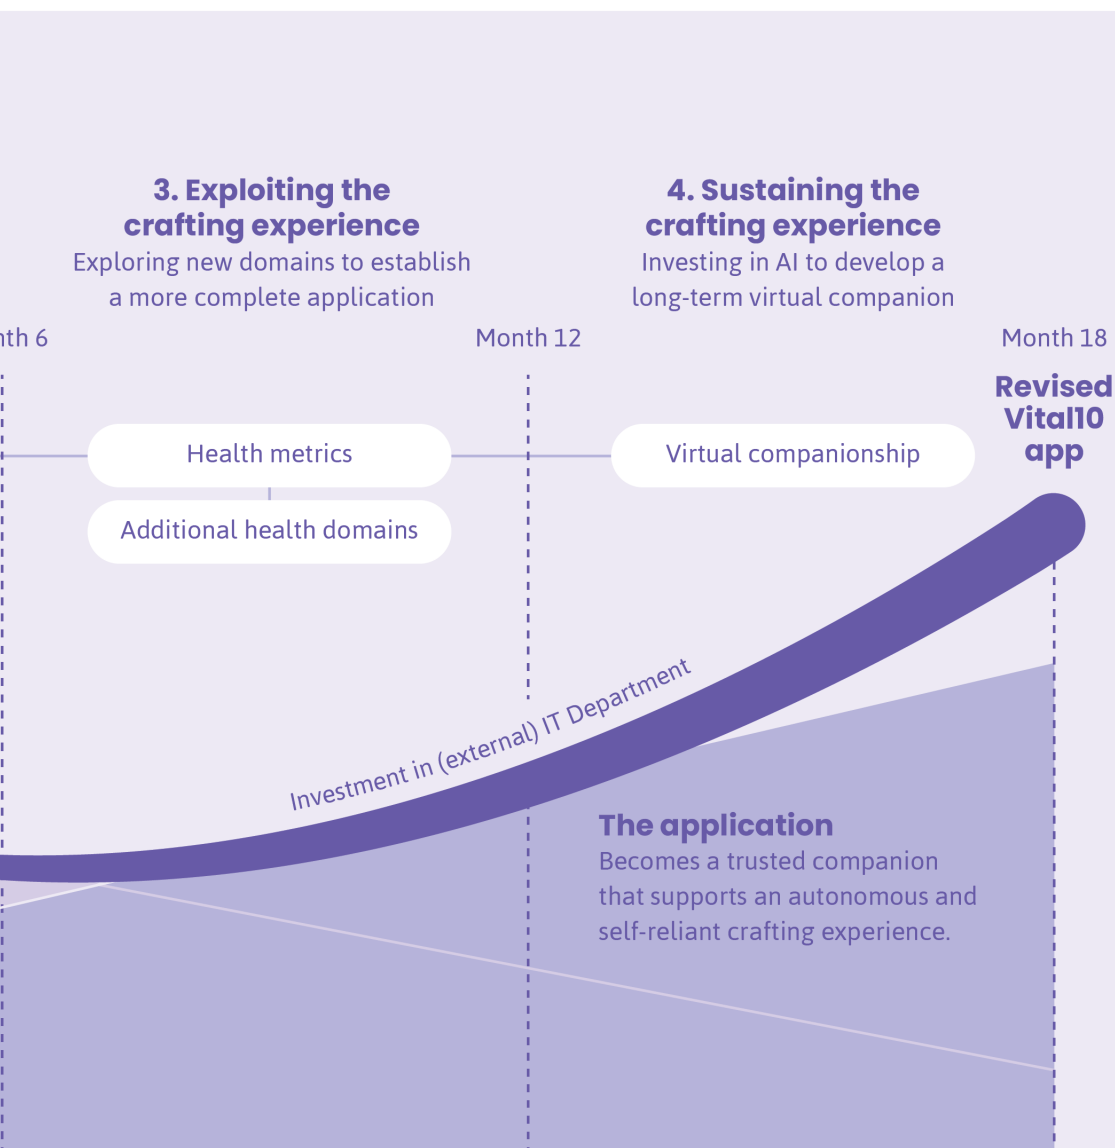 3. Exploiting the
crafting experience
Exploring new domains to establish
a more complete application
4. Sustaining the
crafting experience
Investing in AI to develop a
long-term virtual companion
nth 6
Month 12
Month 18
Revised
Vital10
app
Health metrics
Virtual companionship
Additional health domains
Investment in (external) IT Department
The application
Becomes a trusted companion
that supports an autonomous and
self-reliant crafting experience.